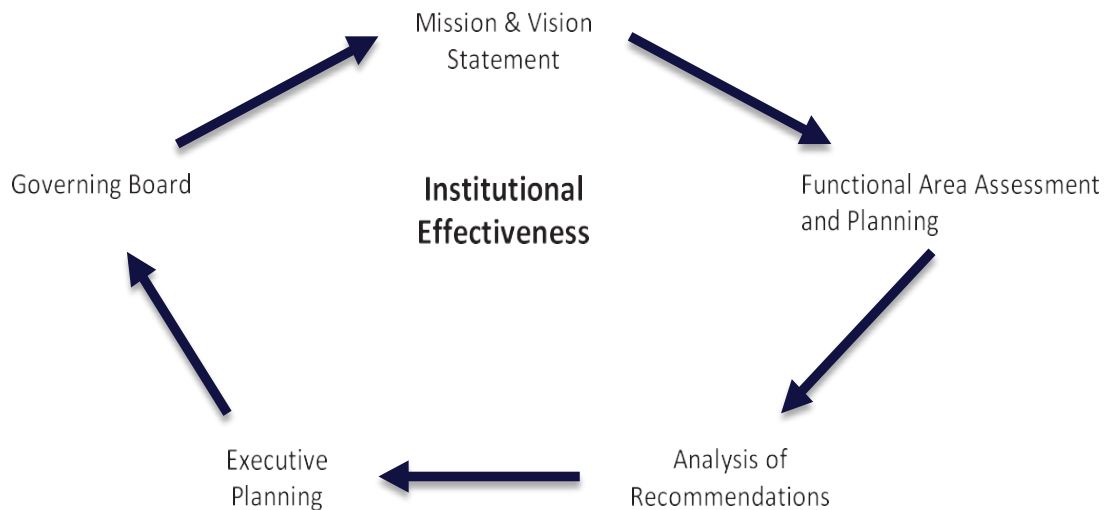 Mission & Vision
Statement
Governing Board
Institutional
Effectiveness
Functional Area Assessment
and Planning
Executive
Planning
Analysis of
Recommendations